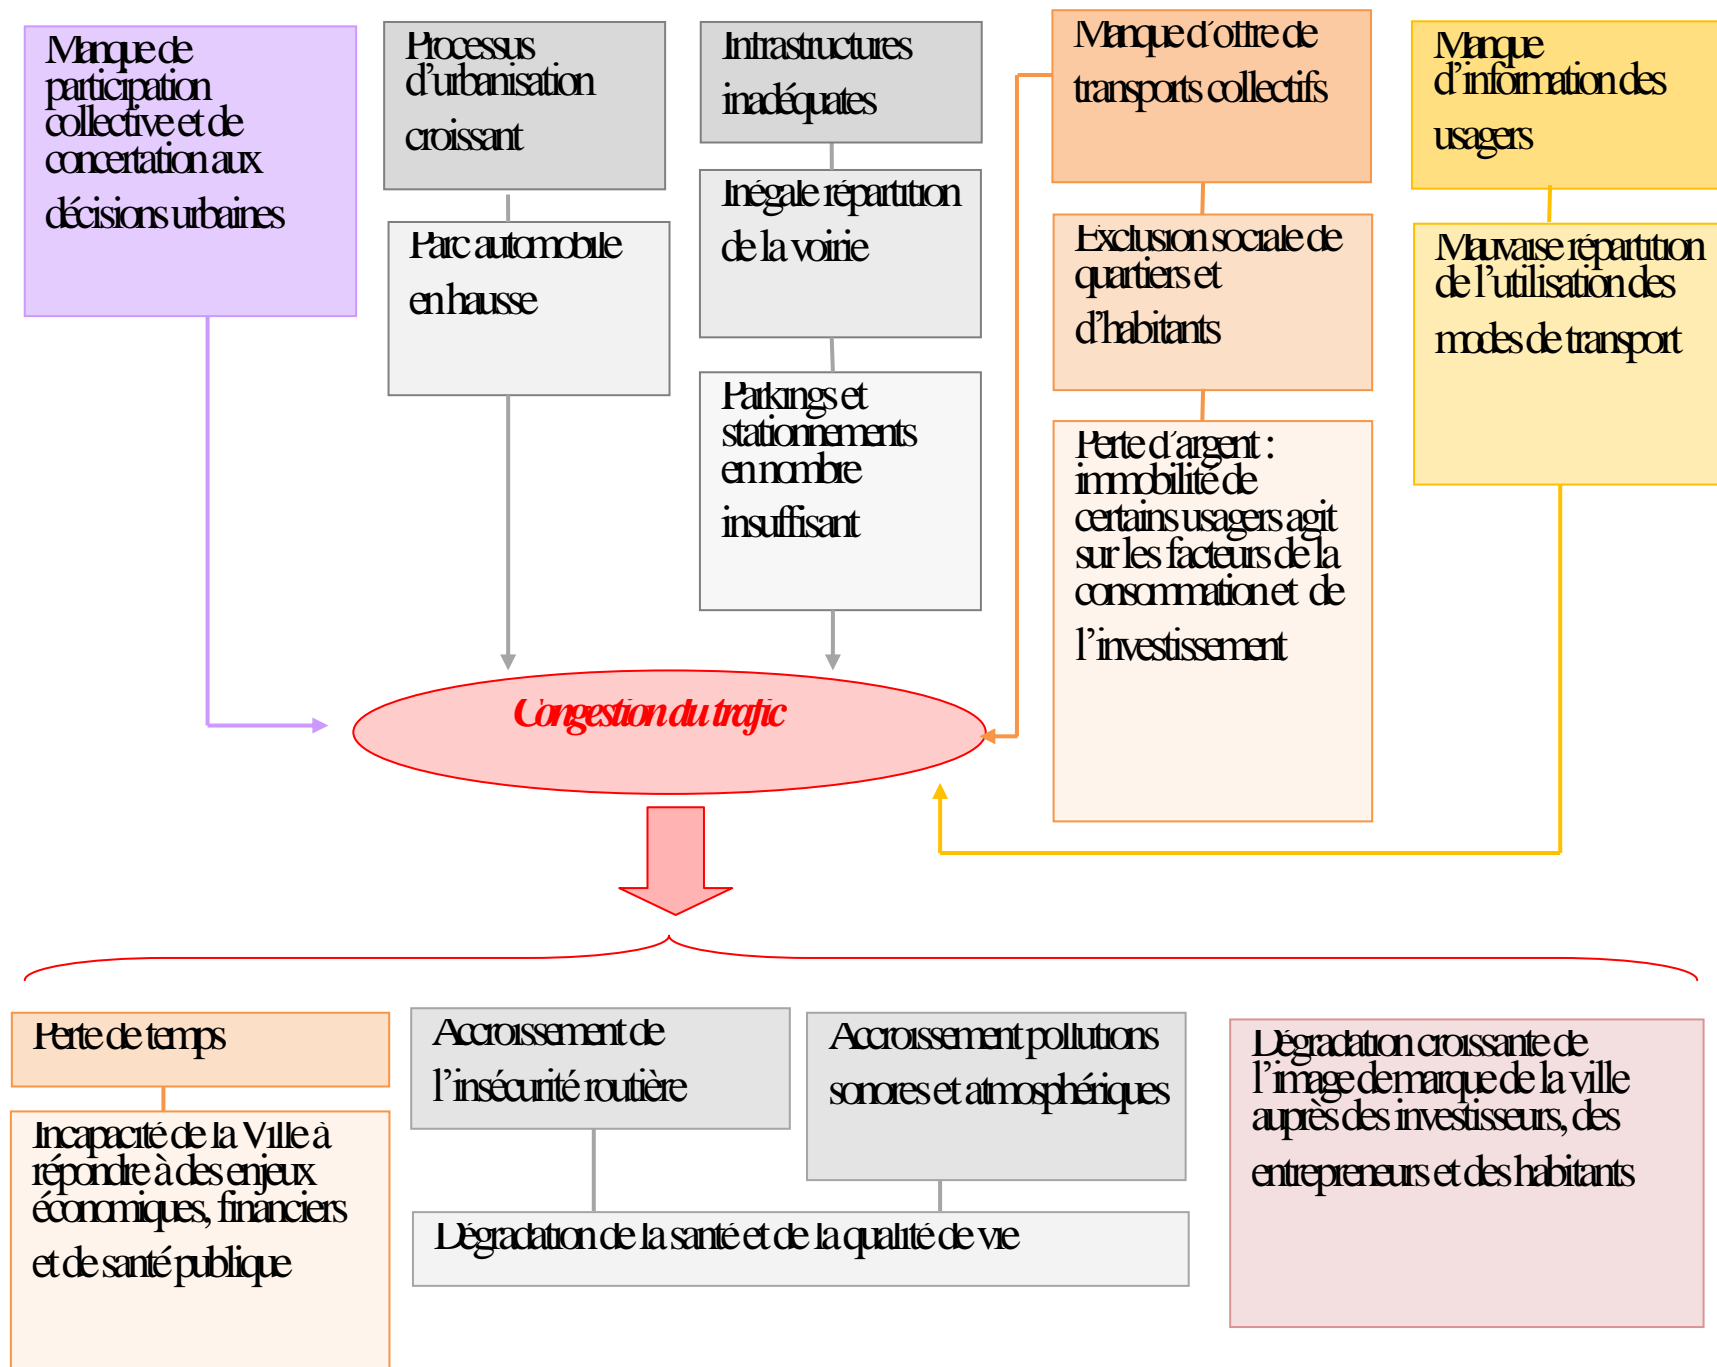 Manque de
participation
collective et de
concertation aux
décisions urbaines
Processus
d’urbanisation
croissant
Parc automobile
en hausse
Infrastructures
inadéquates
Inégale répartition
de la voirie
Parkings et
stationnements
en nombre
insuffisant
Manque d’offre de
transports collectifs
Exclusion sociale de
quartiers et
d’habitants
Perte d’argent :
immobilité de
certains usagers agit
sur les facteurs de la
consommation et de
l’investissement
Manque
d’information des
usagers
Mauvaise répartition
de l’utilisation des
modes de transport
Congestion du trafic
Perte de temps
Incapacité de la Ville à
répondre à des enjeux
économiques, financiers
et de santé publique
Accroissement de
l’insécurité routière
Accroissement pollutions
sonores et atmosphériques
Dégradation de la santé et de la qualité de vie
Dégradation croissante de
l’image de marque de la ville
auprès des investisseurs, des
entrepreneurs et des habitants